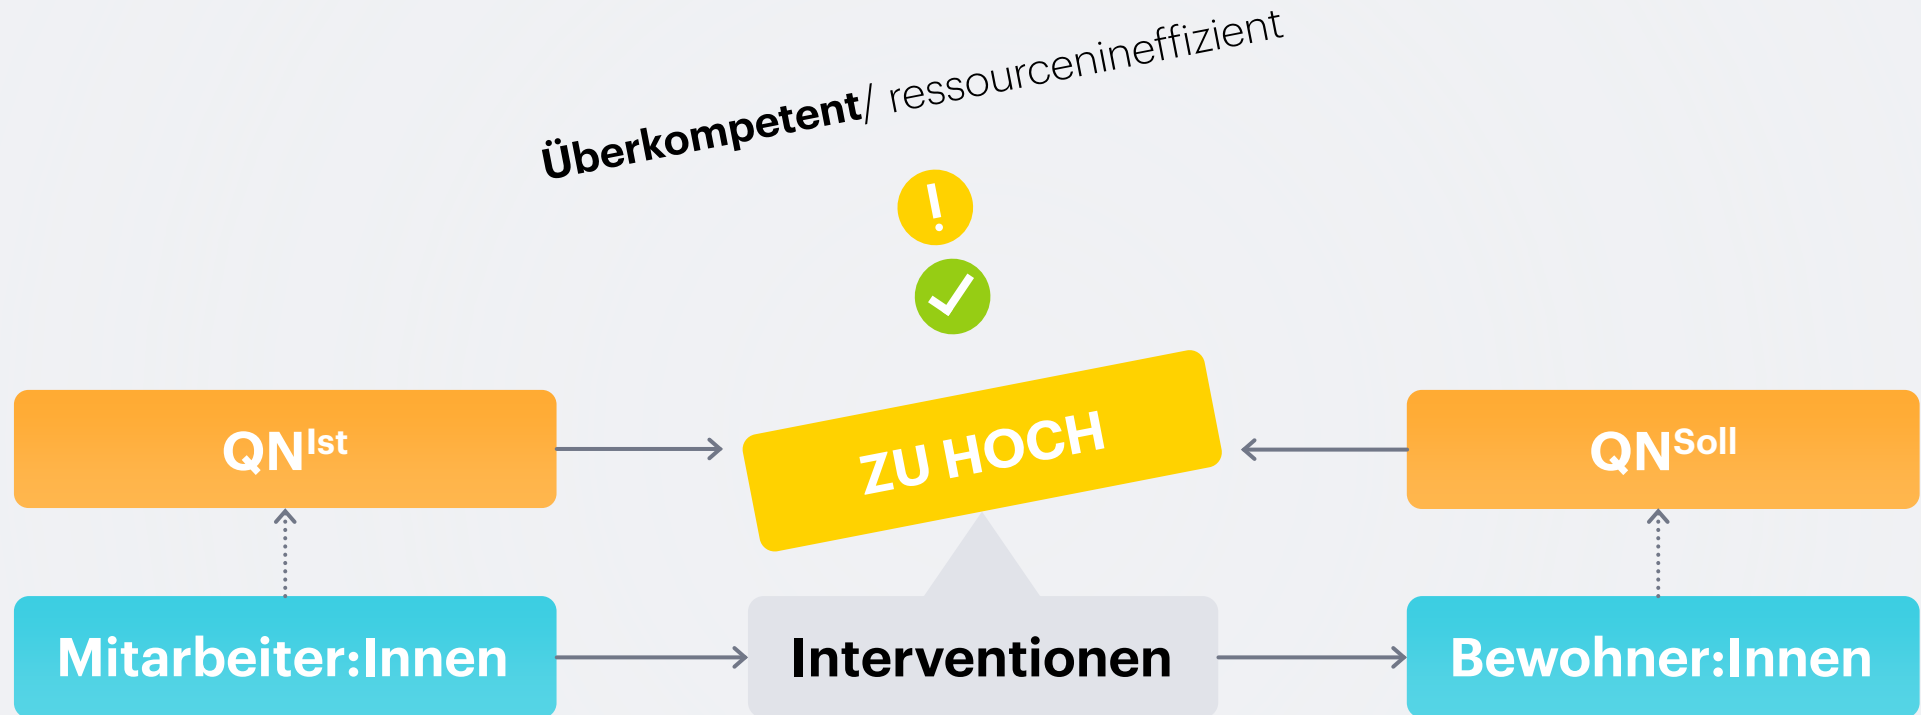 Überkompetent/ ressourcenineffizient
!
QNIst
ZU HOCH
QNSoll
Mitarbeiter:Innen
Interventionen
Bewohner:Innen